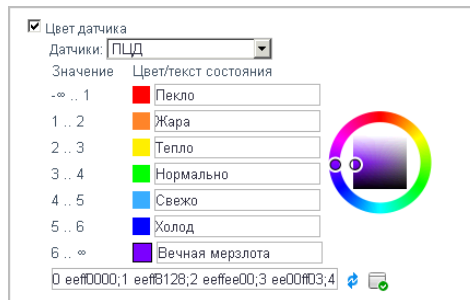 Цвет датчика
Датчики: ПЦД
Значение Цвет/текст состояния
-∞ .. 1 Пекло
1 .. 2 Жара
2 .. 3 Тепло
3 .. 4 Нормально
4 .. 5 Свежо
5 .. 6 Холод
6 .. ∞ Вечная мерзлота
0 eeff0000;1 eeff8128;2 eeffee00;3 ee00ff03;4